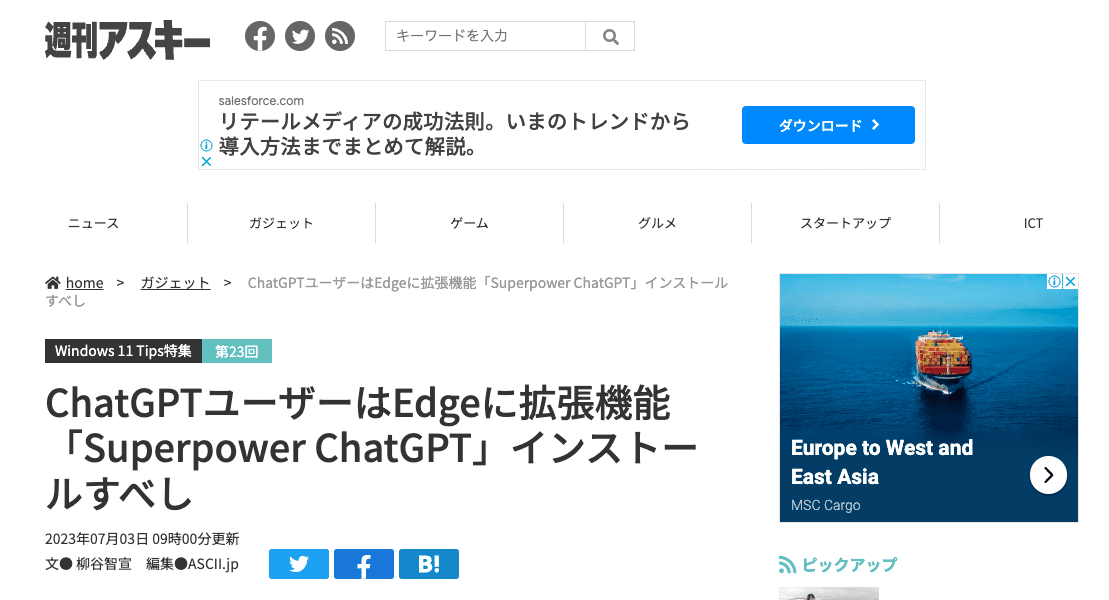 週刊アスキー
キーワードを入力
salesforce.com
リテールメディアの成功法則。いまのトレンドから
導入方法までまとめて解説。
ダウンロード
ニュース
ガジェット
ゲーム
グルメ
スタートアップ
ICT
home > ガジェット > ChatGPTユーザーはEdgeに拡張機能「Superpower ChatGPT」インストール
すべし
Windows 11 Tips特集 第23回
ChatGPTユーザーはEdgeに拡張機能
「Superpower ChatGPT」インストー
ルすべし
2023年07月03日 09時00分更新
文● 柳谷智宣　編集●ASCII.jp
B!
Europe to West and
East Asia
MSC Cargo
ピックアップ